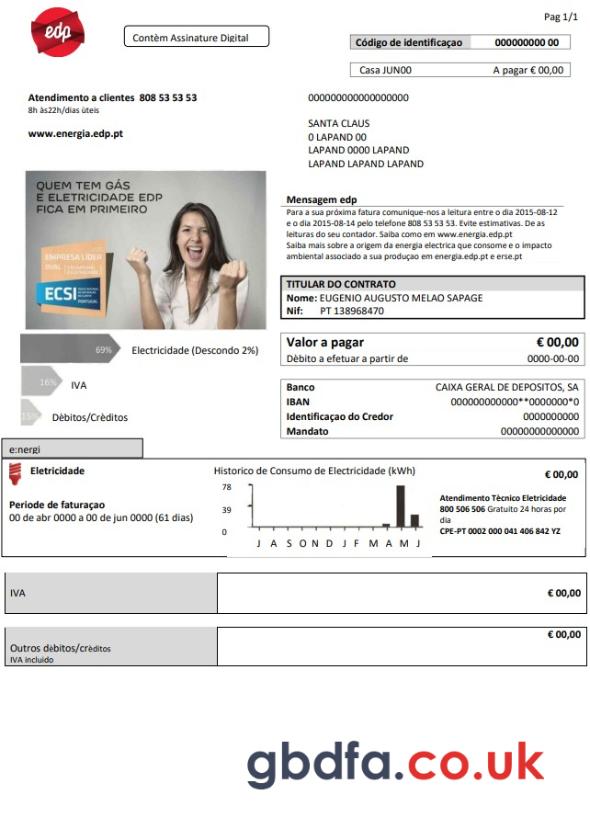 Pag 1/1
edp
Contèm Assinature Digital
Código de identificaçao 000000000 00
Casa JUN00 A pagar € 00,00
Atendimento a clientes 808 53 53 53
8h às22h/dias ùteis
www.energia.edp.pt
000000000000000000
SANTA CLAUS
0 LAPAND 00
LAPAND 0000 LAPAND
LAPAND LAPAND LAPAND
QUEM TEM GÁS
E ELETRICIDADE EDP
FICA EM PRIMEIRO
EMPRESA LÍDER
ECSI
Mensagem edp
Para a sua próxima fatura comunique-nos a leitura entre o dia 2015-08-12
e o dia 2015-08-14 pelo telefone 808 53 53 53. Evite estimativas. De as
leituras do seu contador. Saiba como em www.energia.edp.pt
Saiba mais sobre a origem da energia electrica que consome e o impacto
ambiental associado a sua produçao em energia.edp.pt e erse.pt
TITULAR DO CONTRATO
Nome: EUGENIO AUGUSTO MELAO SAPAGE
Nif: PT 138968470
69% Electricidade (Descondo 2%)
16% IVA
15% Dèbitos/Crèditos
Valor a pagar € 00,00
Dèbito a efetuar a partir de 0000-00-00
Banco CAIXA GERAL DE DEPOSITOS, SA
IBAN 000000000000**0000000*0
Identificaçao do Credor 0000000000
Mandato 00000000000000
e:nergi
Eletricidade
Historico de Consumo de Electricidade (kWh)
€ 00,00
Periode de faturaçao
00 de abr 0000 a 00 de jun 0000 (61 dias)
78
39
0
J A S O N D J F M A M J
Atendimento Tècnico Eletricidade
800 506 506 Gratuito 24 horas por
dia
CPE-PT 0002 000 041 406 842 YZ
IVA € 00,00
€ 00,00
Outros dèbitos/crèditos
IVA incluido
gbdfa.co.uk